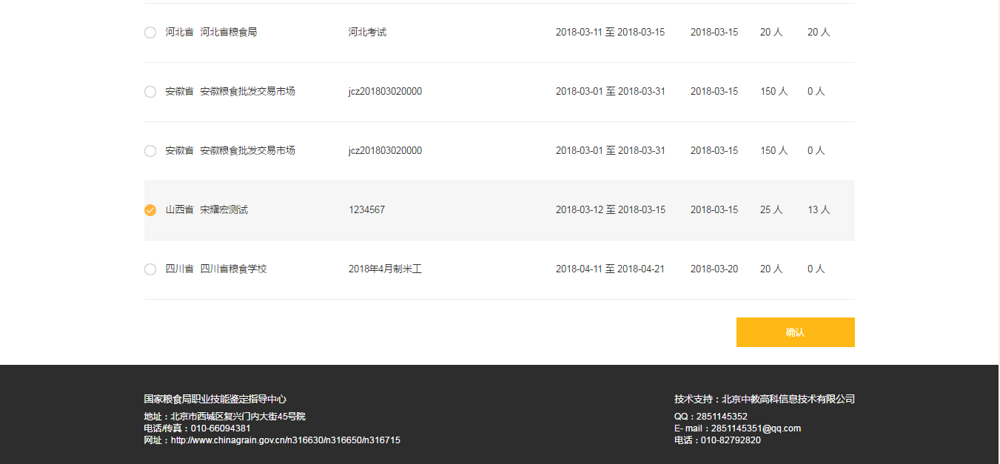 河北省 河北省粮食局 河北考试 2018-03-11 至 2018-03-15 2018-03-15 20 人 20 人
安徽省 安徽粮食批发交易市场 jcz201803020000 2018-03-01 至 2018-03-31 2018-03-15 150 人 0 人
安徽省 安徽粮食批发交易市场 jcz201803020000 2018-03-01 至 2018-03-31 2018-03-15 150 人 0 人
山西省 宋耀宏测试 1234567 2018-03-12 至 2018-03-15 2018-03-15 25 人 13 人
四川省 四川省粮食学校 2018年4月制米工 2018-04-11 至 2018-04-21 2018-03-20 20 人 0 人
确认
国家粮食局职业技能鉴定指导中心
地址：北京市西城区复兴门内大街45号院
电话/传真：010-66094381
网址：http://www.chinagrain.gov.cn/n316630/n316650/n316715
技术支持：北京中教高科信息技术有限公司
QQ：2851145352
E- mail：2851145351@qq.com
电话：010-82792820